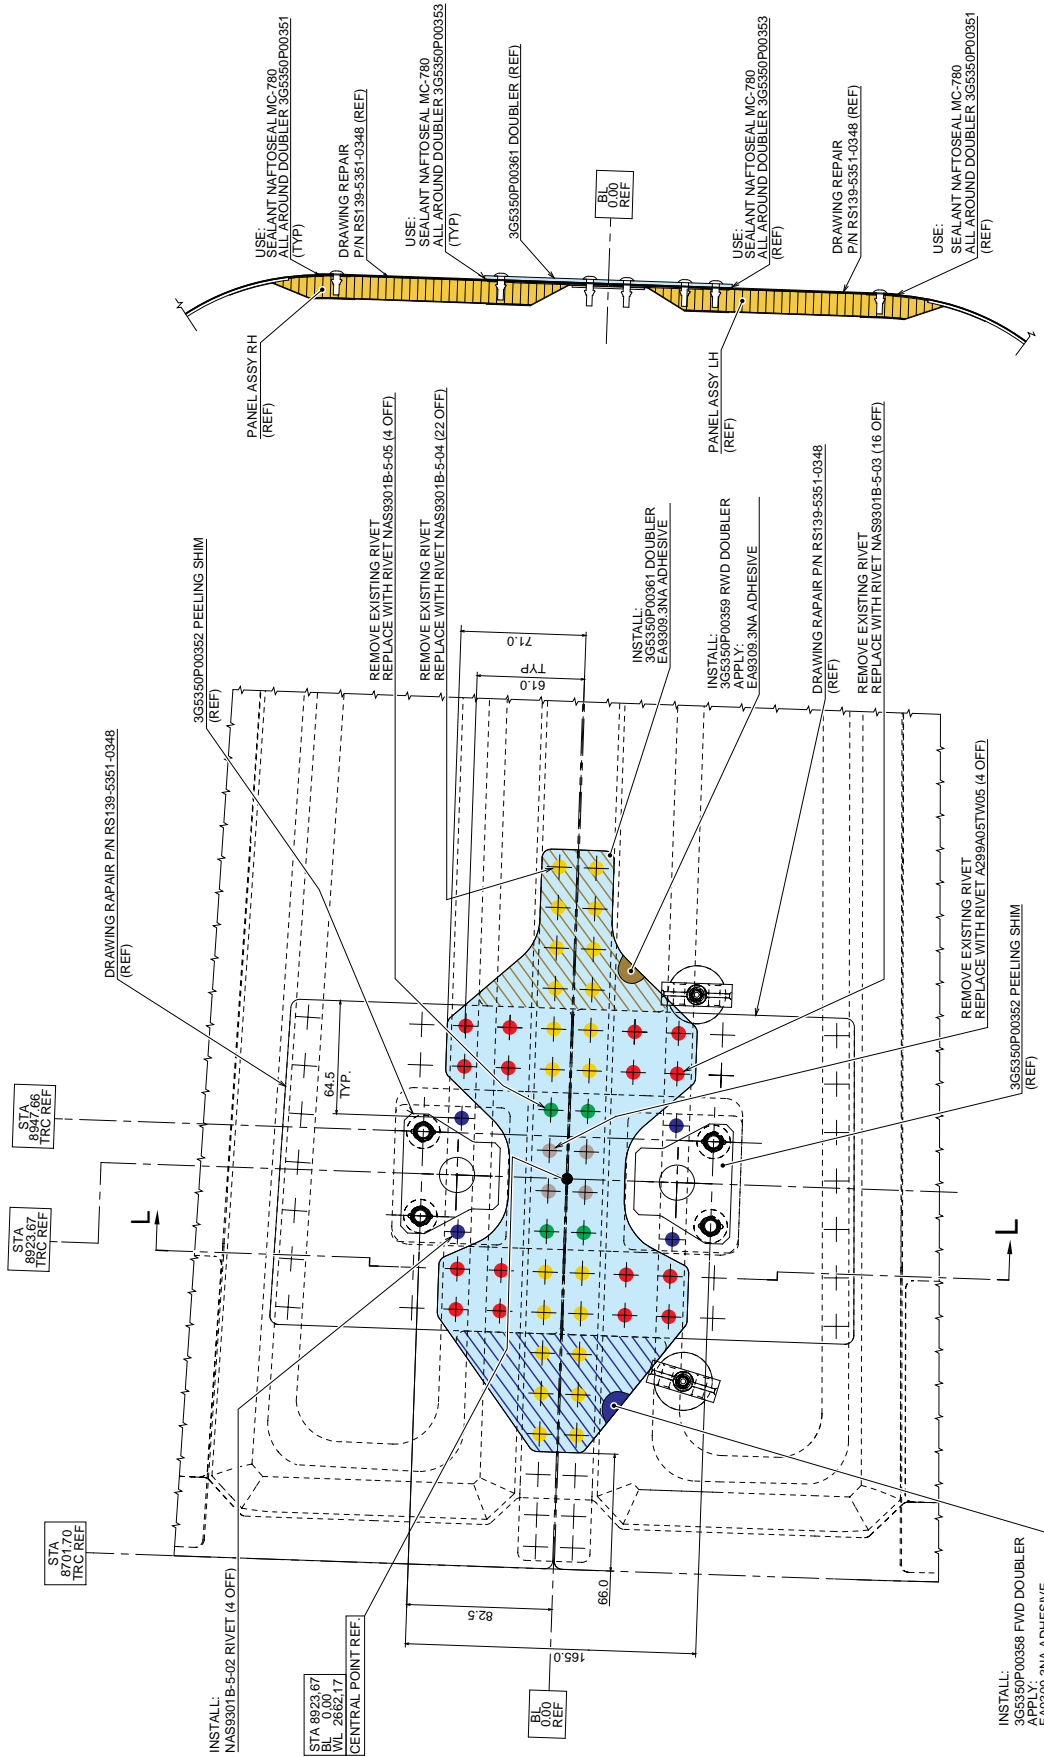 USE:
SEALANT NAFTOSEAL MC-780
ALL AROUND DOUBLER 3G5350P00351
(TYP)
DRAWING REPAIR
P/N RS139-5351-0348 (REF)
USE:
SEALANT NAFTOSEAL MC-780
ALL AROUND DOUBLER 3G5350P00353
(TYP)
3G5350P00361 DOUBLER (REF)
BL
0.00
REF
USE:
SEALANT NAFTOSEAL MC-780
ALL AROUND DOUBLER 3G5350P00353
(REF)
DRAWING REPAIR
P/N RS139-5351-0348 (REF)
USE:
SEALANT NAFTOSEAL MC-780
ALL AROUND DOUBLER 3G5350P00351
(REF)
PANEL ASSY RH
(REF)
PANEL ASSY LH
(REF)
DRAWING RAPAIR P/N RS139-5351-0348
(REF)
3G5350P00352 PEELING SHIM
(REF)
REMOVE EXISTING RIVET
REPLACE WITH RIVET NAS9301B-5-05 (4 OFF)
REMOVE EXISTING RIVET
REPLACE WITH RIVET NAS9301B-5-04 (22 OFF)
71.0
61.0
TYP
INSTALL:
3G5350P00361 DOUBLER
EA9309.3NA ADHESIVE
INSTALL:
3G5350P00359 RWD DOUBLER
APPLY:
EA9309.3NA ADHESIVE
DRAWING RAPAIR P/N RS139-5351-0348
(REF)
REMOVE EXISTING RIVET
REPLACE WITH RIVET NAS9301B-5-03 (16 OFF)
REMOVE EXISTING RIVET
REPLACE WITH RIVET A299A05TW05 (4 OFF)
3G5350P00352 PEELING SHIM
(REF)
STA
8947.66
TRC REF
STA
8923.67
TRC REF
STA
8701.70
TRC REF
64.5
TYP.
L
L
INSTALL:
NAS9301B-5-02 RIVET (4 OFF)
STA 8923,67
BL 0,00
WL 2662,17
CENTRAL POINT REF.
82.5
165.0
66.0
BL
0.00
REF
INSTALL:
3G5350P00358 FWD DOUBLER
APPLY:
EA9309.3NA ADHESIVE